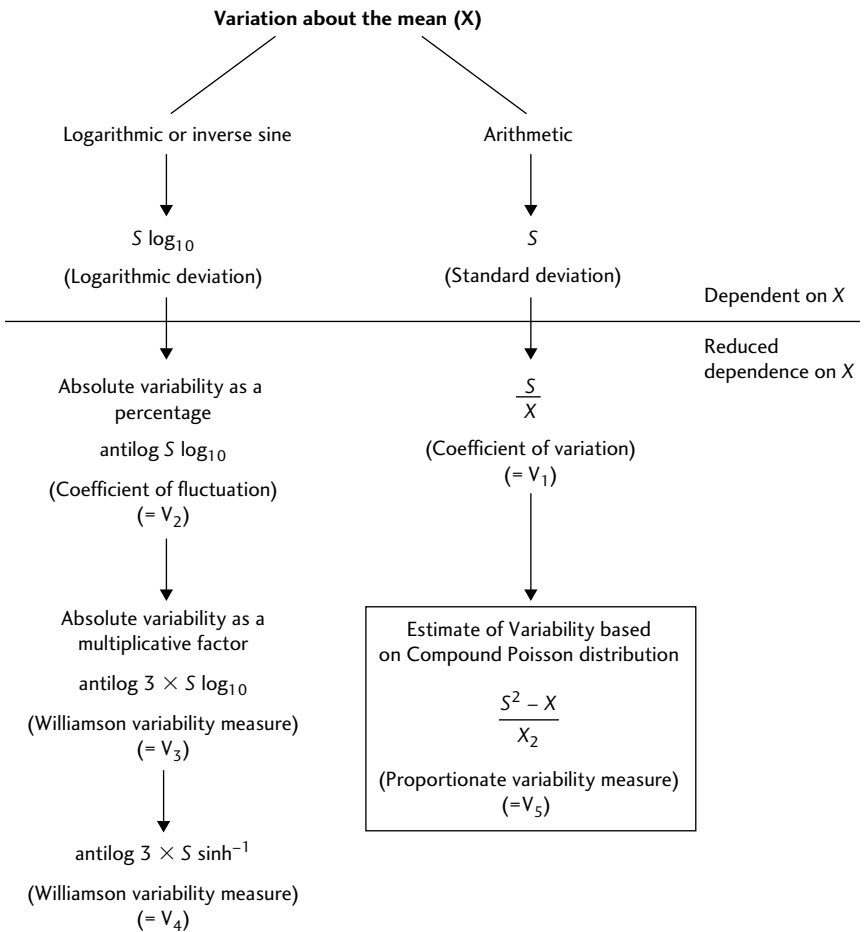 Variation about the mean (X)
Logarithmic or inverse sine
Arithmetic
S log₁₀
(Logarithmic deviation)
S
(Standard deviation)
Dependent on X
Reduced
dependence on X
Absolute variability as a
percentage
antilog S log₁₀
(Coefficient of fluctuation)
(= V₂)
S
X
(Coefficient of variation)
(= V₁)
Absolute variability as a
multiplicative factor
antilog 3 × S log₁₀
(Williamson variability measure)
(= V₃)
Estimate of Variability based
on Compound Poisson distribution
S² – X
X₂
(Proportionate variability measure)
(=V₅)
antilog 3 × S sinh⁻¹
(Williamson variability measure)
(= V₄)